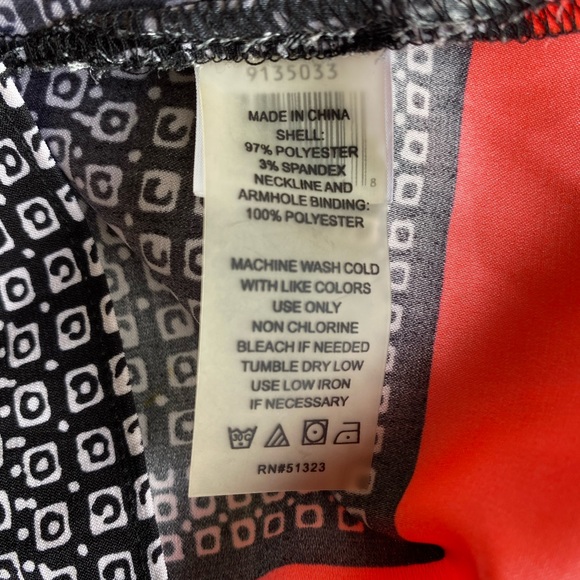 9135033
MADE IN CHINA
SHELL:
97% POLYESTER
3% SPANDEX
NECKLINE AND
ARMHOLE BINDING:
100% POLYESTER
8
MACHINE WASH COLD
WITH LIKE COLORS
USE ONLY
NON CHLORINE
BLEACH IF NEEDED
TUMBLE DRY LOW
USE LOW IRON
IF NECESSARY
30C
RN#51323